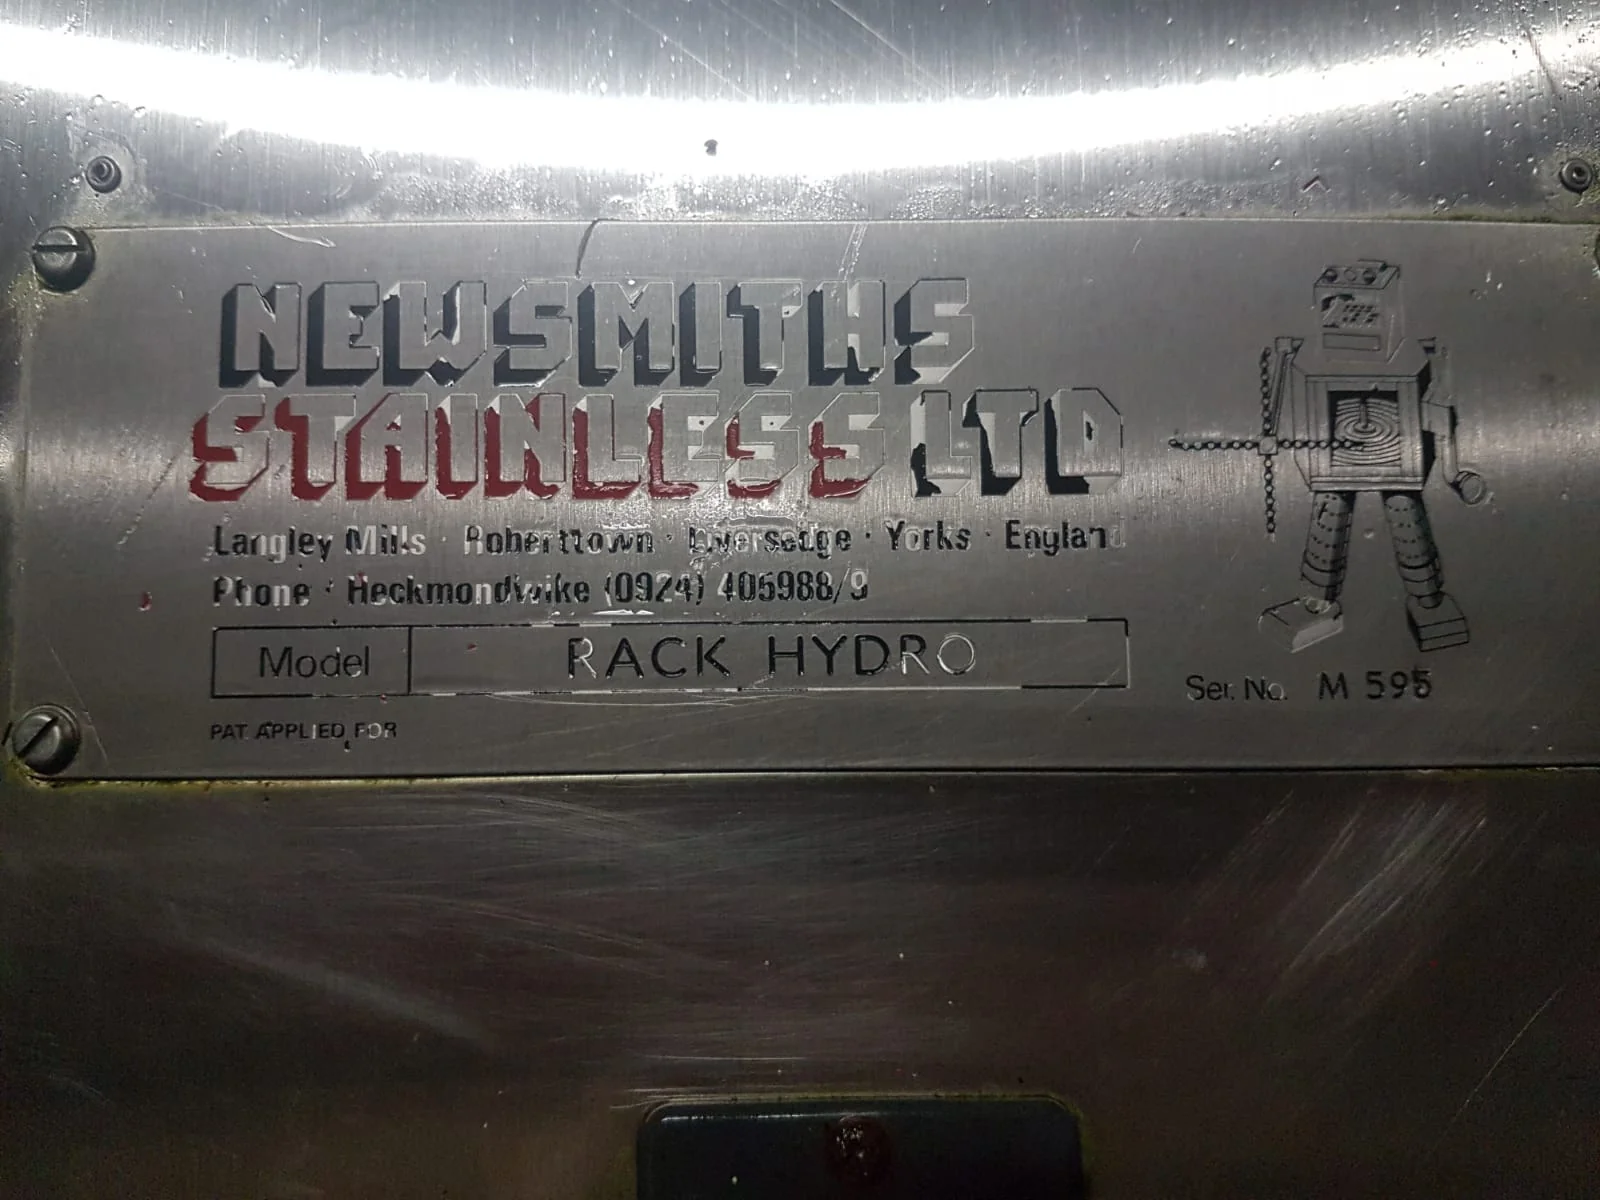 NEWSMITHS
STAINLESS LTD
Langley Mills · Roberttown · Liversedge · Yorks · England
Phone · Heckmondwike (0924) 405988/9
Model RACK HYDRO
Ser. No. M 595
PAT APPLIED FOR